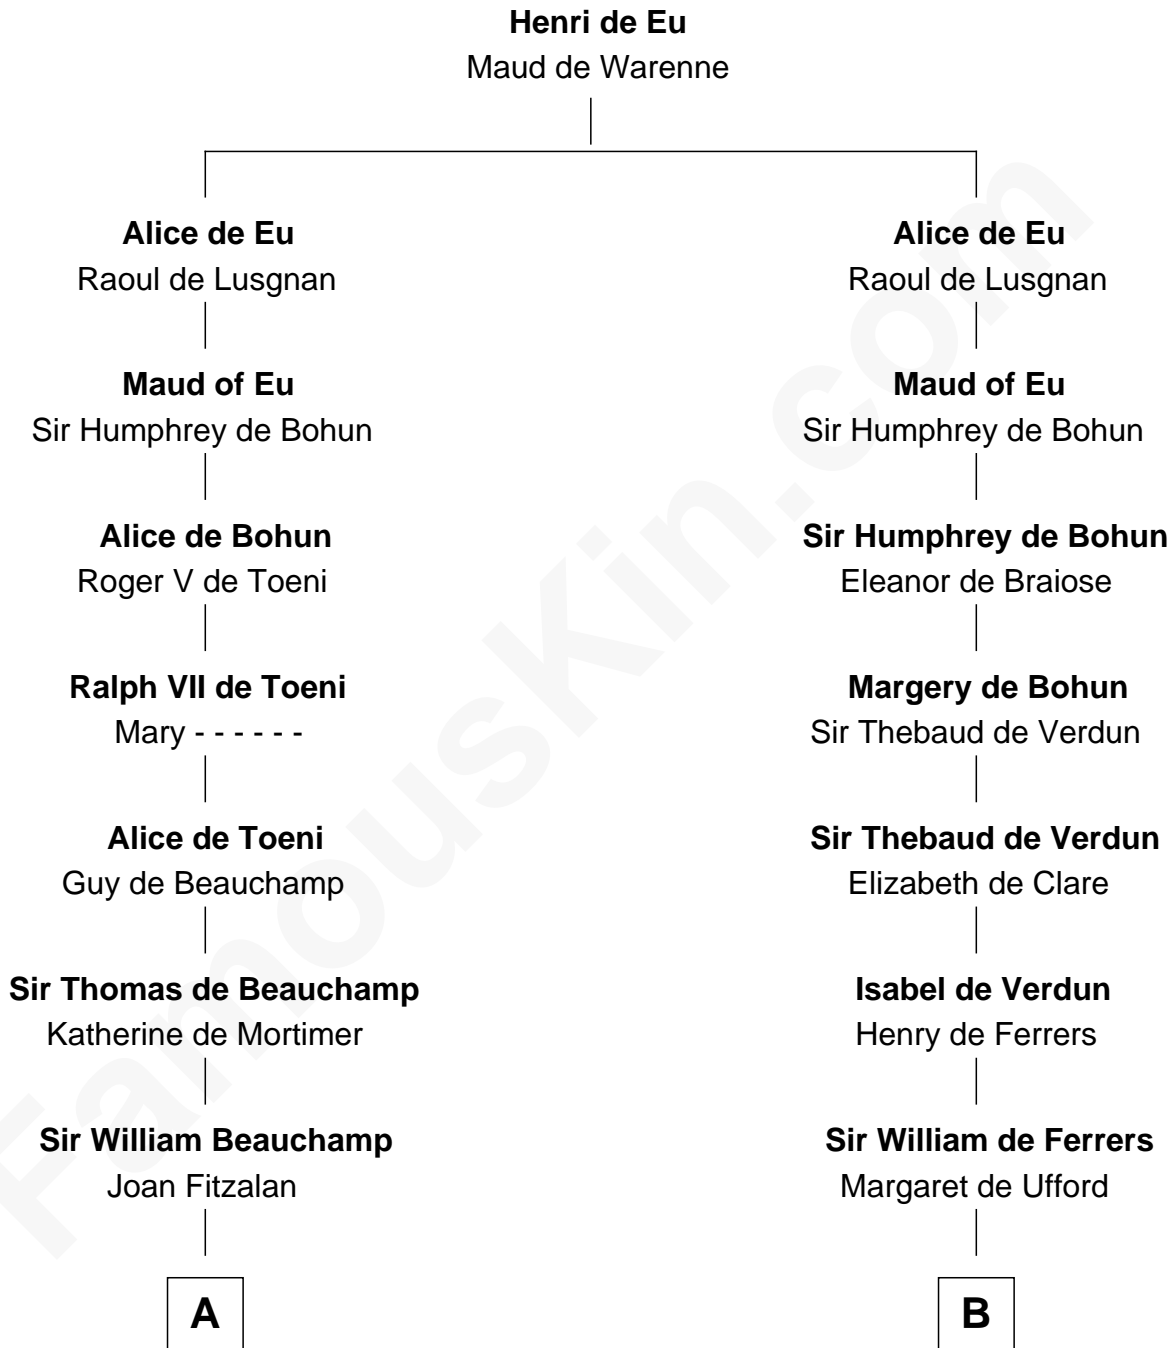 Henri de Eu
Maud de Warenne
Alice de Eu
Raoul de Lusgnan
Alice de Eu
Raoul de Lusgnan
Maud of Eu
Sir Humphrey de Bohun
Maud of Eu
Sir Humphrey de Bohun
Alice de Bohun
Roger V de Toeni
Sir Humphrey de Bohun
Eleanor de Braiose
Ralph VII de Toeni
Mary - - - - - -
Margery de Bohun
Sir Thebaud de Verdun
Alice de Toeni
Guy de Beauchamp
Sir Thebaud de Verdun
Elizabeth de Clare
Sir Thomas de Beauchamp
Katherine de Mortimer
Isabel de Verdun
Henry de Ferrers
Sir William Beauchamp
Joan Fitzalan
Sir William de Ferrers
Margaret de Ufford
A
B
FamousKin.com